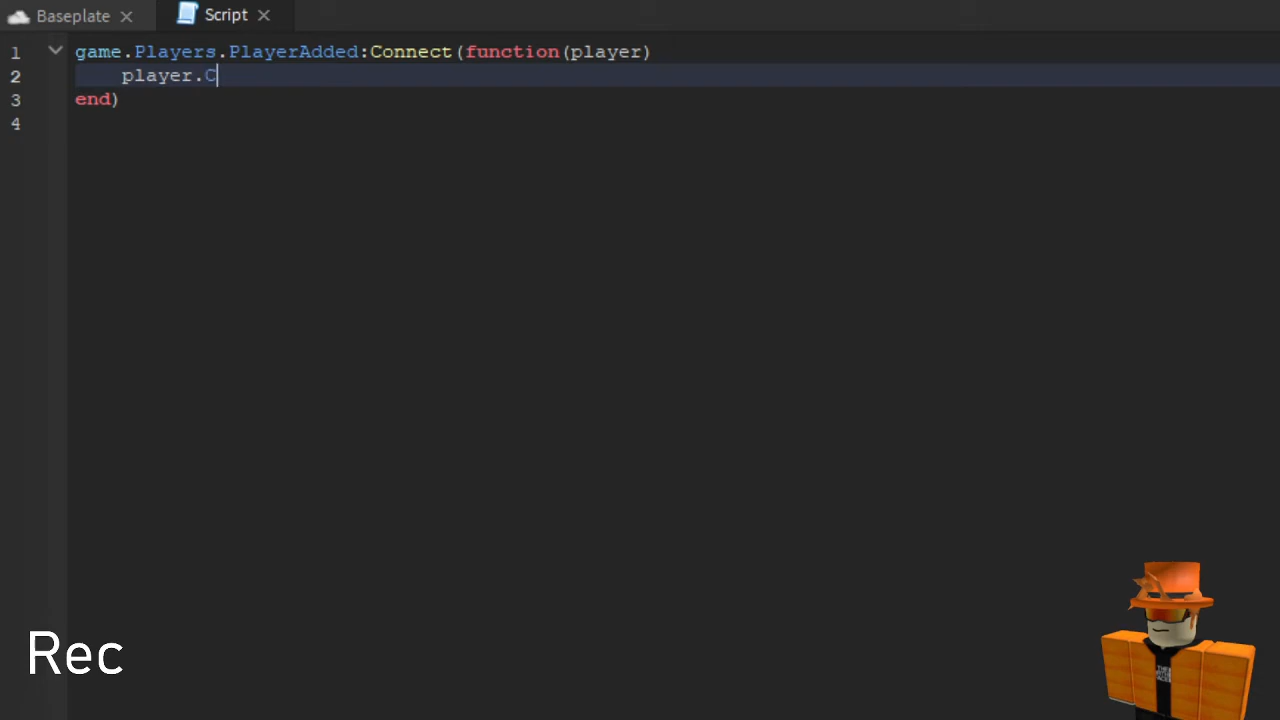 Baseplate
Script
1 game.Players.PlayerAdded:Connect(function(player)
2 player.C
3 end)
4
Rec